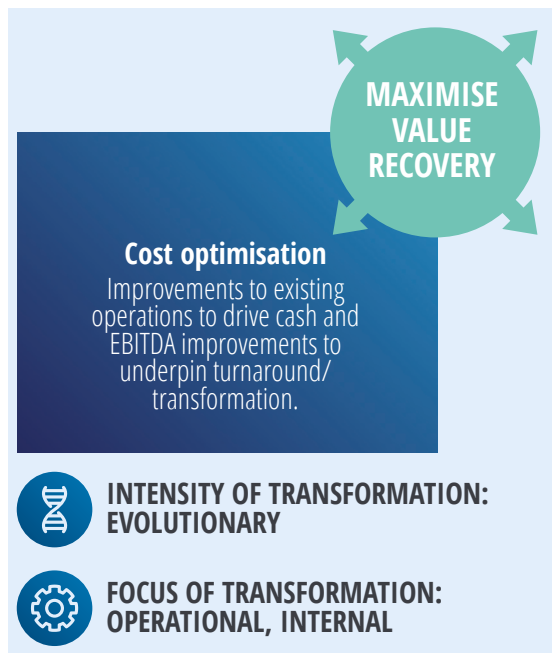 MAXIMISE
VALUE
RECOVERY
Cost optimisation
Improvements to existing
operations to drive cash and
EBITDA improvements to
underpin turnaround/
transformation.
INTENSITY OF TRANSFORMATION:
EVOLUTIONARY
FOCUS OF TRANSFORMATION:
OPERATIONAL, INTERNAL